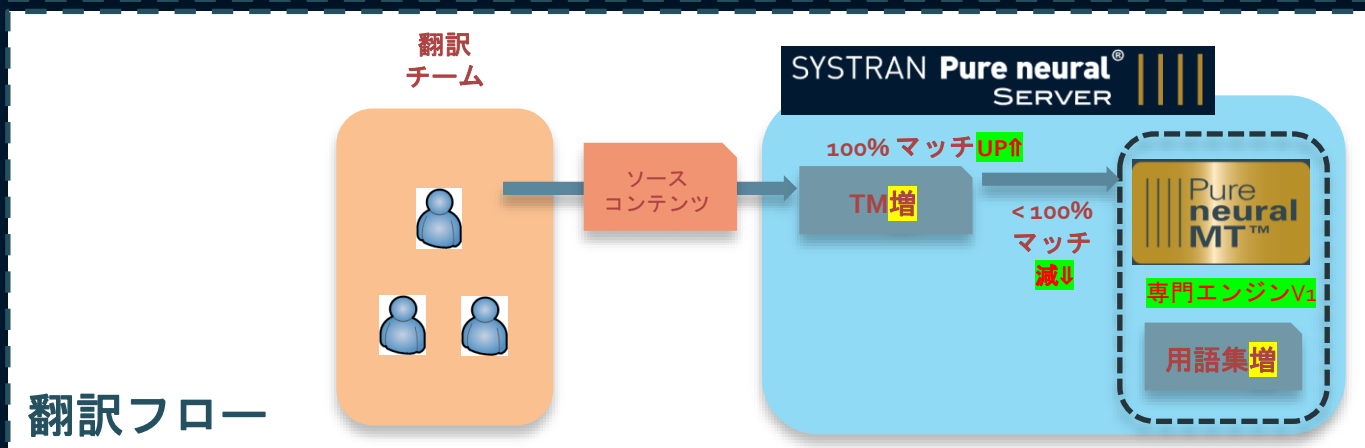 翻訳
チーム
SYSTRAN Pure neural®
SERVER
ソース
コンテンツ
100% マッチUP⇑
TM増
< 100%
マッチ
減⇓
Pure
neural
MT™
専門エンジンV1
用語集増
翻訳フロー